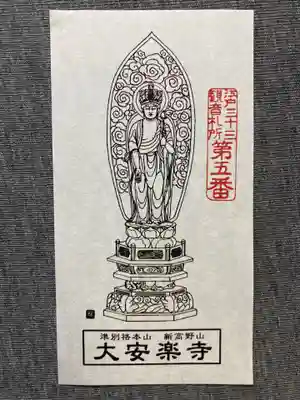 江戸三十三
観音札所
第五番
準別格本山 新高野山
大安楽寺